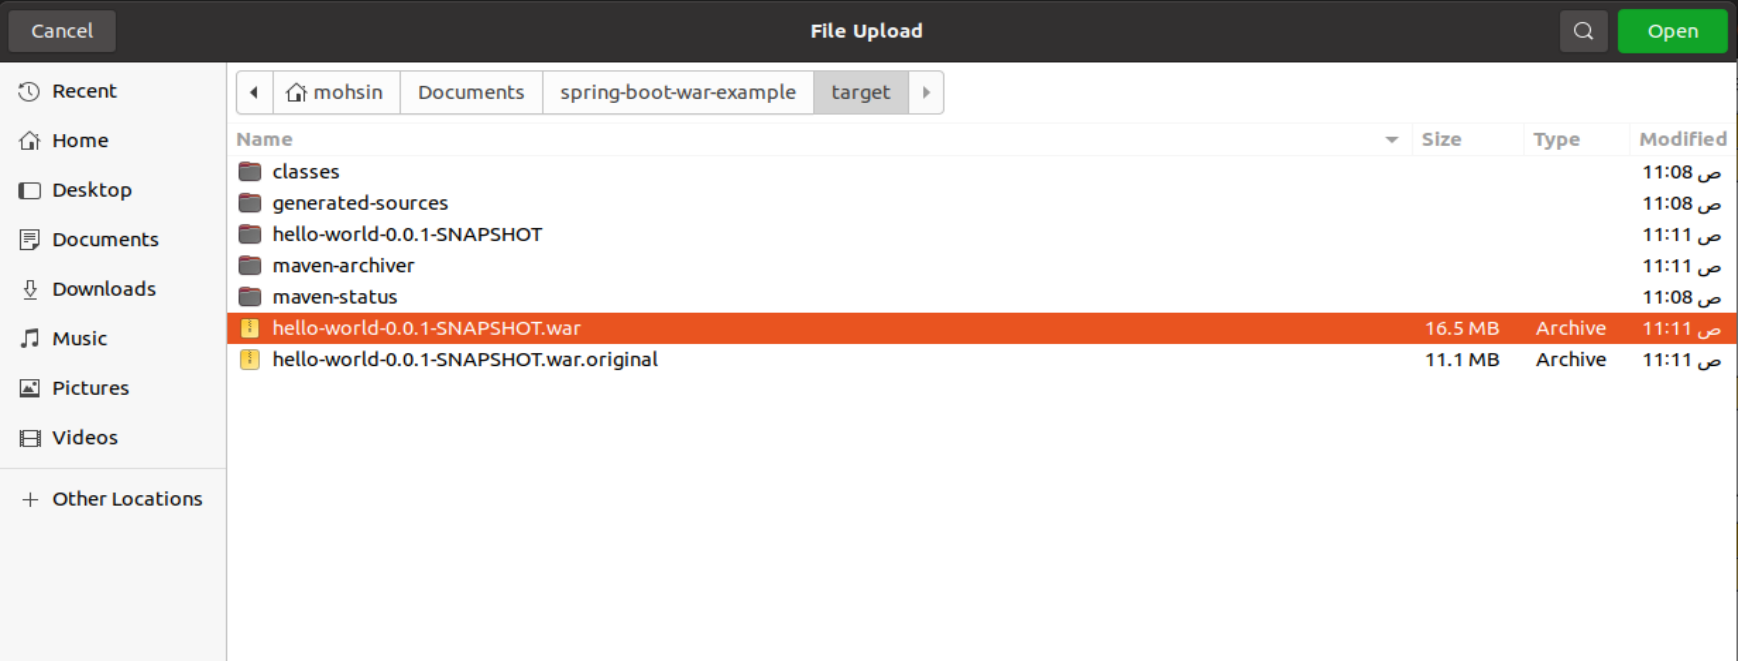 Cancel File Upload Open
Recent
Home
Desktop
Documents
Downloads
Music
Pictures
Videos
Other Locations
mohsin Documents spring-boot-war-example target
Name Size Type Modified
classes 11:08 ص
generated-sources 11:08 ص
hello-world-0.0.1-SNAPSHOT 11:11 ص
maven-archiver 11:11 ص
maven-status 11:08 ص
hello-world-0.0.1-SNAPSHOT.war 16.5 MB Archive 11:11 ص
hello-world-0.0.1-SNAPSHOT.war.original 11.1 MB Archive 11:11 ص